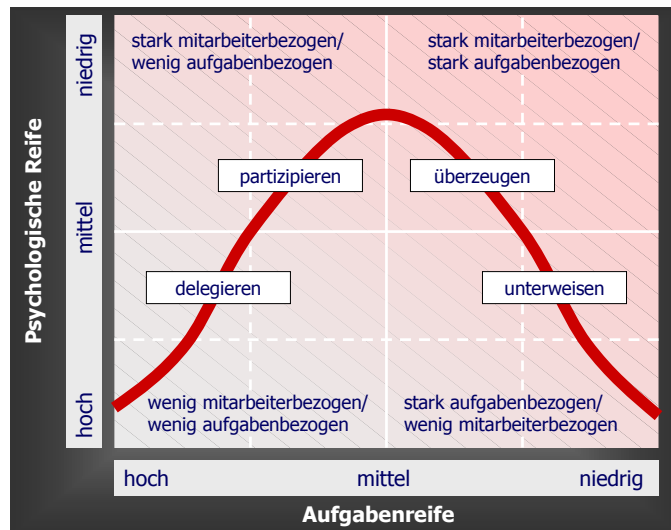 Psychologische Reife
niedrig
mittel
hoch
stark mitarbeiterbezogen/
wenig aufgabenbezogen
stark mitarbeiterbezogen/
stark aufgabenbezogen
partizipieren
überzeugen
delegieren
unterweisen
wenig mitarbeiterbezogen/
wenig aufgabenbezogen
stark aufgabenbezogen/
wenig mitarbeiterbezogen
hoch
mittel
niedrig
Aufgabenreife